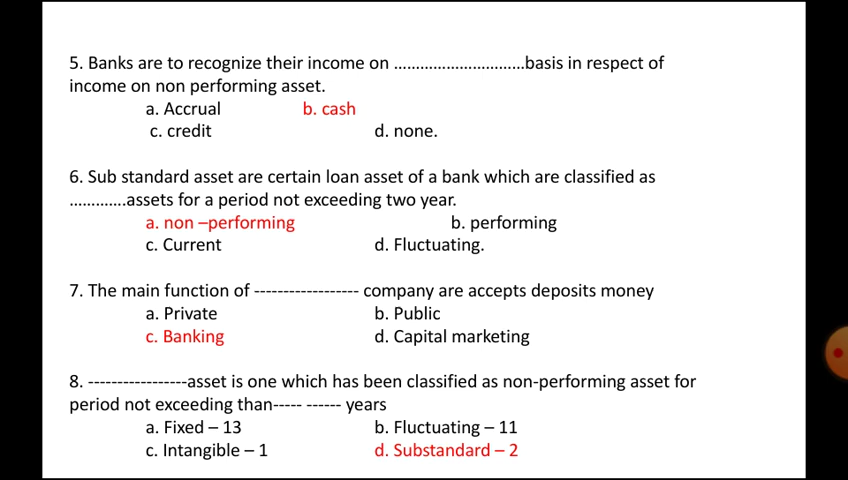 5. Banks are to recognize their income on ..............................basis in respect of
income on non performing asset.
a. Accrual b. cash
c. credit d. none.
6. Sub standard asset are certain loan asset of a bank which are classified as
.............assets for a period not exceeding two year.
a. non –performing b. performing
c. Current d. Fluctuating.
7. The main function of ------------------ company are accepts deposits money
a. Private b. Public
c. Banking d. Capital marketing
8. -----------------asset is one which has been classified as non-performing asset for
period not exceeding than----- ------ years
a. Fixed – 13 b. Fluctuating – 11
c. Intangible – 1 d. Substandard – 2